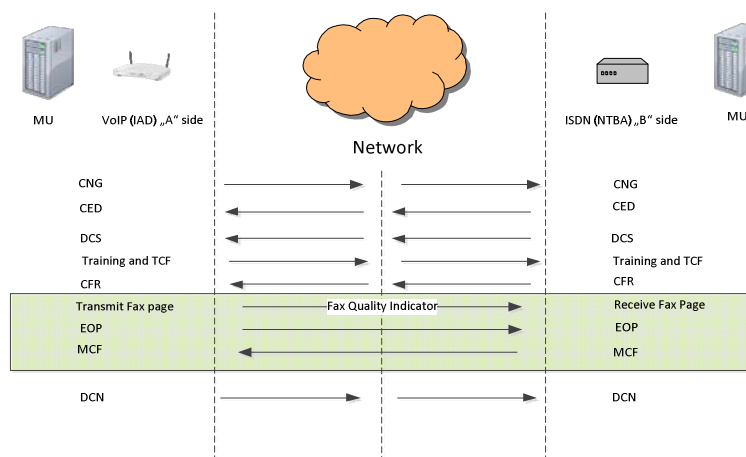 MU
VoIP (IAD) „A“ side
ISDN (NTBA) „B“ side
MU
Network
CNG
CNG
CED
CED
DCS
DCS
Training and TCF
Training and TCF
CFR
CFR
Transmit Fax page
Fax Quality Indicator
Receive Fax Page
EOP
EOP
MCF
MCF
DCN
DCN